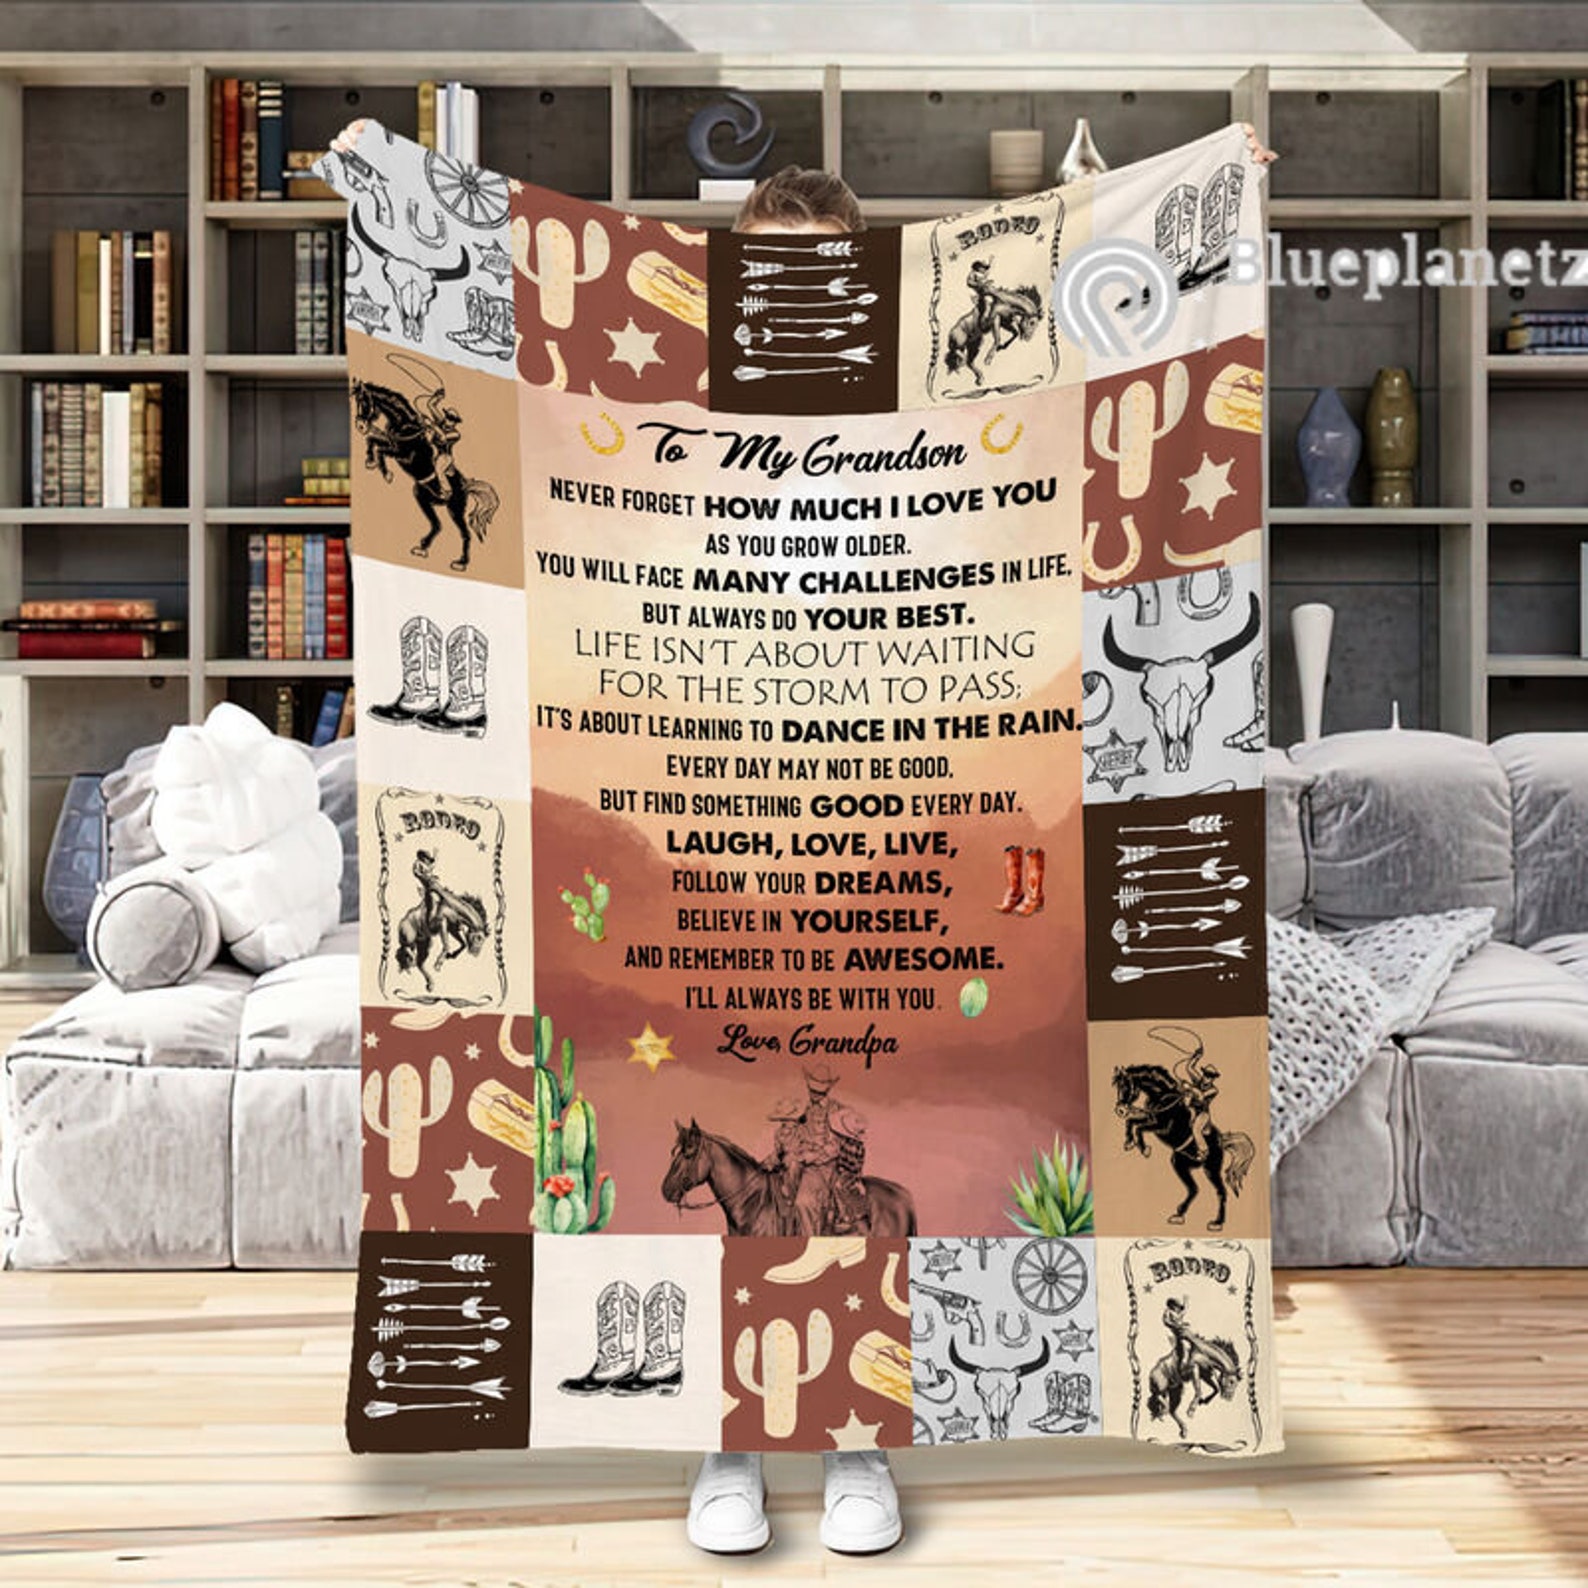 Blueplanetz
RODEO
To My Grandson
NEVER FORGET HOW MUCH I LOVE YOU
AS YOU GROW OLDER.
YOU WILL FACE MANY CHALLENGES IN LIFE,
BUT ALWAYS DO YOUR BEST.
LIFE ISN'T ABOUT WAITING
FOR THE STORM TO PASS;
IT'S ABOUT LEARNING TO DANCE IN THE RAIN.
EVERY DAY MAY NOT BE GOOD,
BUT FIND SOMETHING GOOD EVERY DAY.
LAUGH, LOVE, LIVE,
FOLLOW YOUR DREAMS,
BELIEVE IN YOURSELF,
AND REMEMBER TO BE AWESOME.
I'LL ALWAYS BE WITH YOU.
Love, Grandpa
RODEO
RODEO